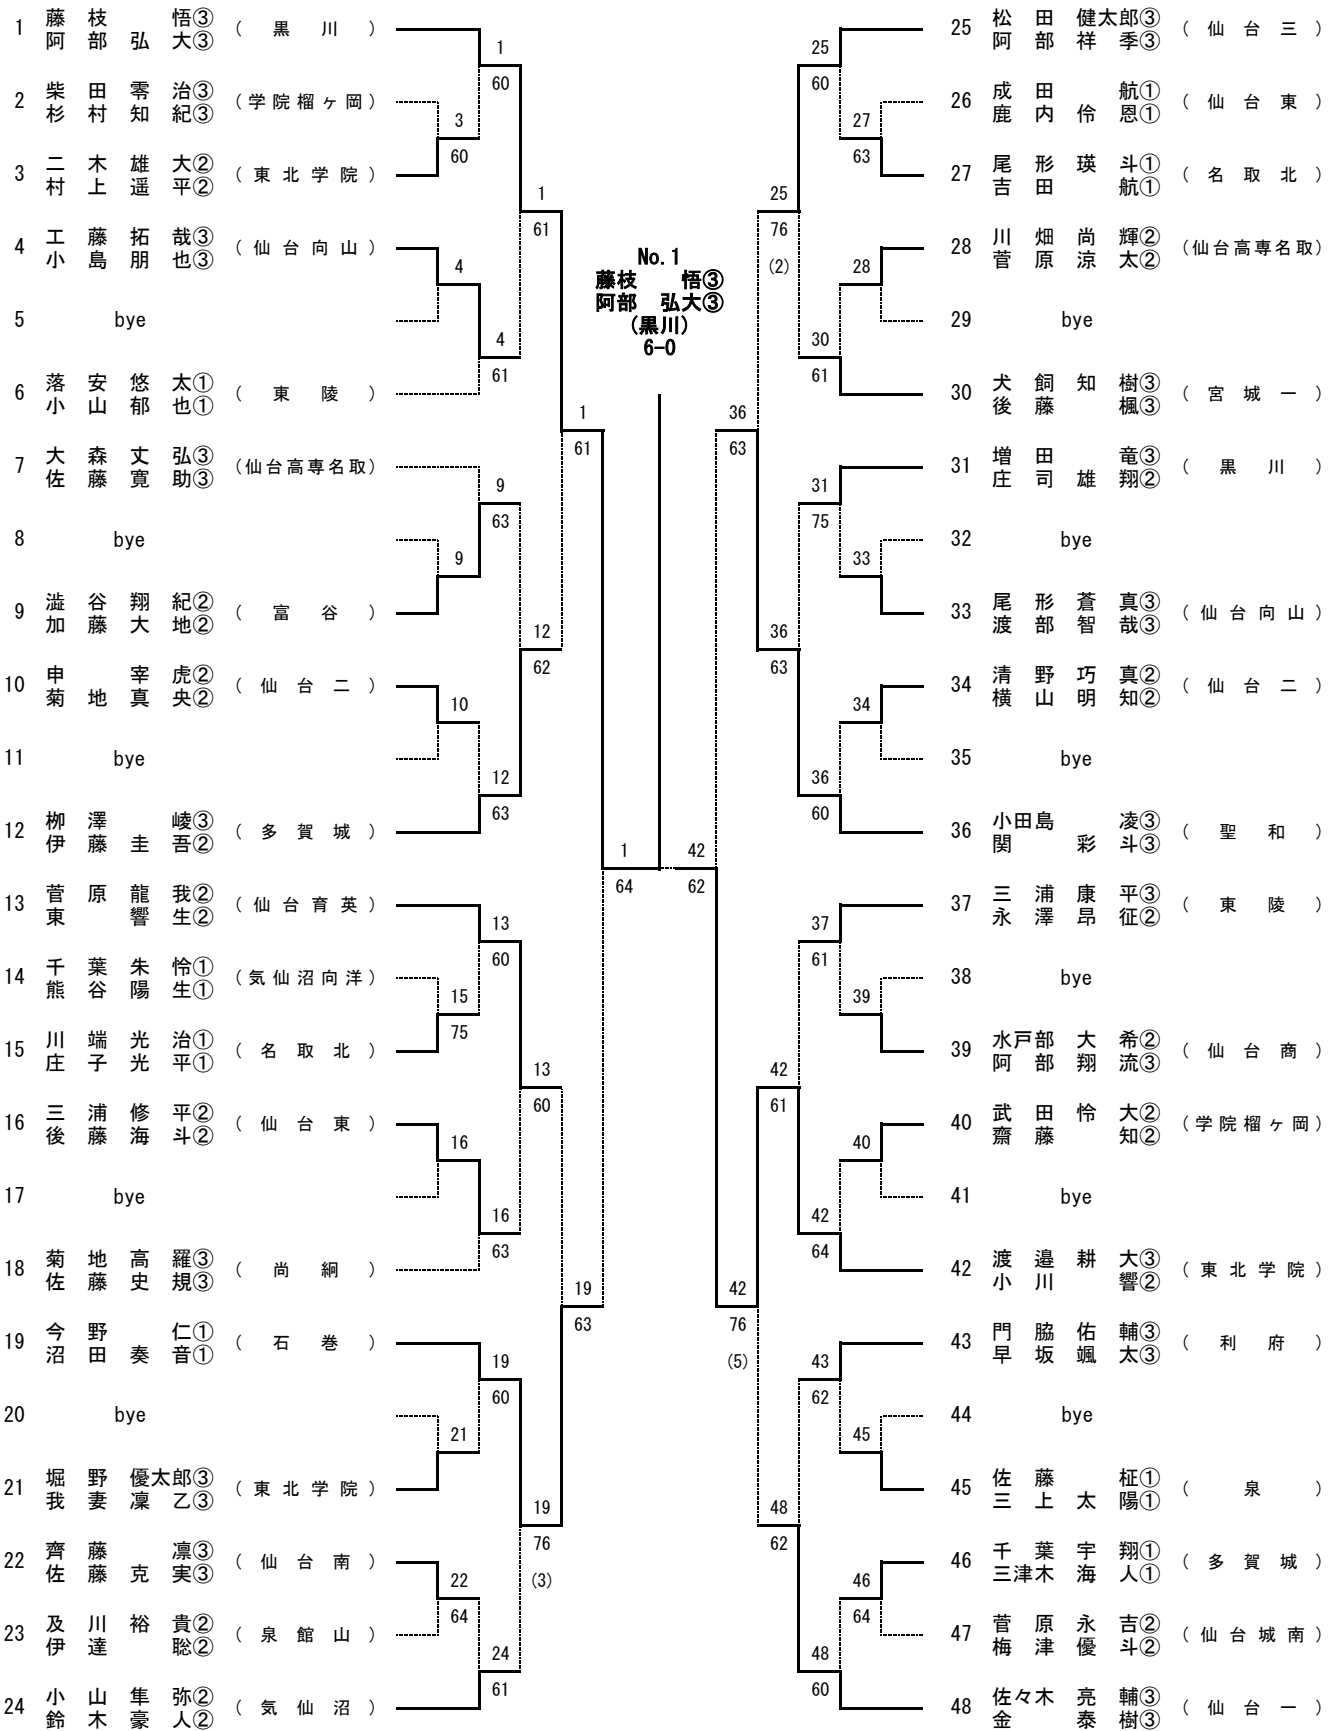 1 藤枝 悟③ (黒川)
阿部弘大③
2 柴田零治③ (学院榴ヶ岡)
杉村知紀③
3 二木雄大② (東北学院)
村上遥平②
4 工藤拓哉③ (仙台向山)
小島朋也③
5 bye
6 落安悠太① (東陵)
小山郁也①
7 大森丈弘③ (仙台高専名取)
佐藤寛助③
8 bye
9 澁谷翔紀② (富谷)
加藤大地②
10 申 宰虎② (仙台二)
菊地真央②
11 bye
12 栁澤 崚③ (多賀城)
伊藤圭吾②
13 菅原龍我② (仙台育英)
東 響生②
14 千葉朱怜① (気仙沼向洋)
熊谷陽生①
15 川端光治① (名取北)
庄子光平①
16 三浦修平② (仙台東)
後藤海斗②
17 bye
18 菊地高羅③ (尚絅)
佐藤史規③
19 今野 仁① (石巻)
沼田奏音①
20 bye
21 堀野優太郎③ (東北学院)
我妻凜乙③
22 齊藤 凛③ (仙台南)
佐藤克実③
23 及川裕貴② (泉館山)
伊達 聡②
24 小山隼弥② (気仙沼)
鈴木豪人②
3
60
4
9
10
15
75
16
21
22
64
1
60
4
61
9
63
12
63
13
60
16
63
19
60
24
61
1
61
12
62
13
60
19
76
(3)
1
61
19
63
1
64
No.1
藤枝 悟③
阿部 弘大③
(黒川)
6-0
42
62
36
63
42
76
(5)
25
76
(2)
36
63
42
61
48
62
25
60
30
61
31
75
36
60
37
61
42
64
43
62
48
60
27
63
28
33
34
39
40
45
46
64
25 松田健太郎③ (仙台三)
阿部祥季③
26 成田 航① (仙台東)
鹿内伶恩①
27 尾形瑛斗① (名取北)
吉田 航①
28 川畑尚輝② (仙台高専名取)
菅原涼太②
29 bye
30 犬飼知樹③ (宮城一)
後藤 楓③
31 増田 竜③ (黒川)
庄司雄翔②
32 bye
33 尾形蒼真③ (仙台向山)
渡部智哉③
34 清野巧真② (仙台二)
横山明知②
35 bye
36 小田島 凌③ (聖和)
関 彩斗③
37 三浦康平③ (東陵)
永澤昂征②
38 bye
39 水戸部大希② (仙台商)
阿部翔流③
40 武田怜大② (学院榴ヶ岡)
齋藤 知②
41 bye
42 渡邉耕大③ (東北学院)
小川 響②
43 門脇佑輔③ (利府)
早坂颯太③
44 bye
45 佐藤 柾① (泉)
三上太陽①
46 千葉宇翔① (多賀城)
三津木海人①
47 菅原永吉② (仙台城南)
梅津優斗②
48 佐々木亮輔③ (仙台一)
金 泰樹③